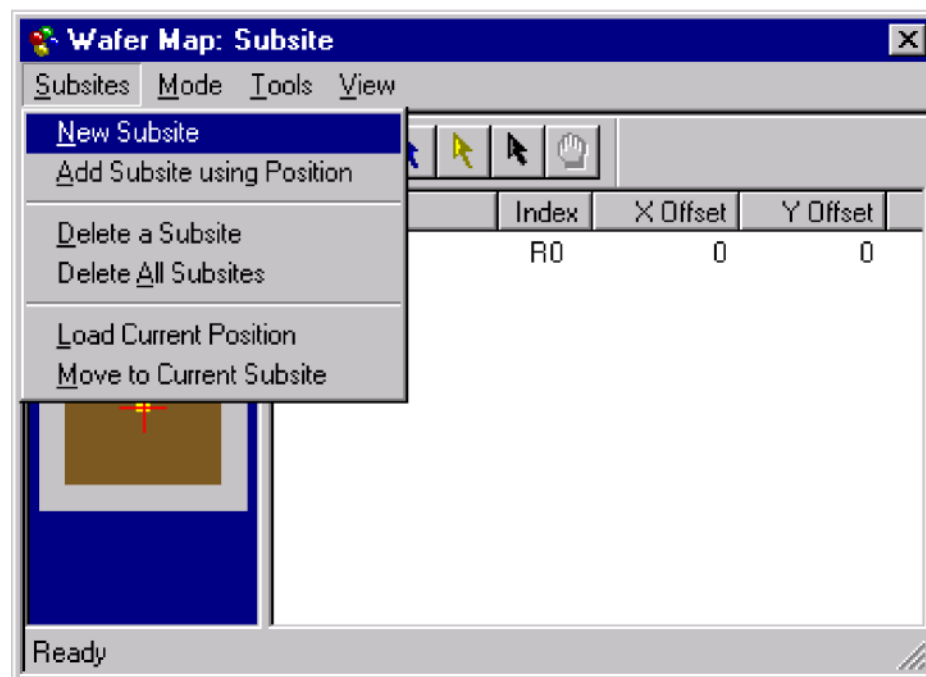 Wafer Map: Subsite
Subsites Mode Tools View
New Subsite
Add Subsite using Position
Delete a Subsite
Delete All Subsites
Load Current Position
Move to Current Subsite
Index X Offset Y Offset
R0 0 0
Ready